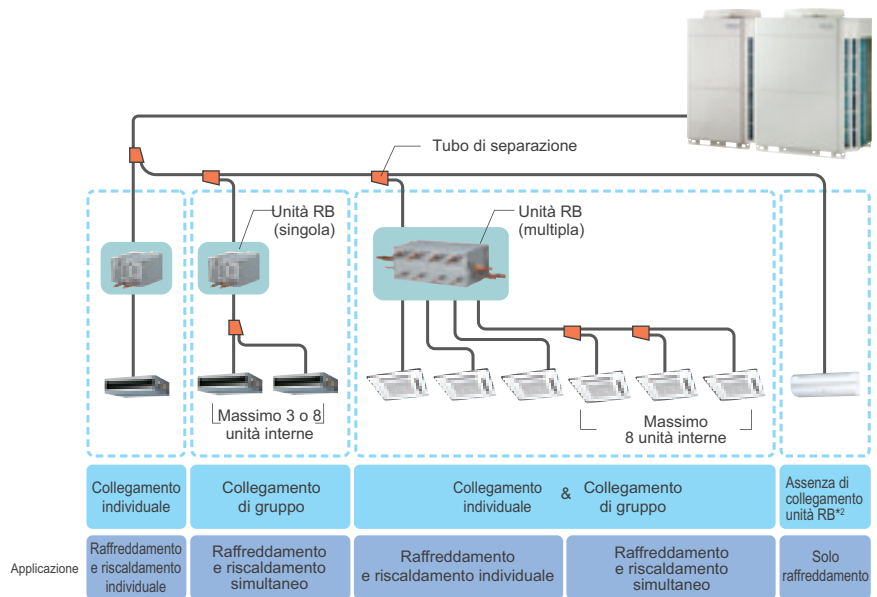 Tubo di separazione
Unità RB
(singola)
Unità RB
(multipla)
Massimo 3 o 8
unità interne
Massimo
8 unità interne
Collegamento
individuale
Collegamento
di gruppo
Collegamento
individuale
&
Collegamento
di gruppo
Assenza di
collegamento
unità RB*2
Applicazione
Raffreddamento
e riscaldamento
individuale
Raffreddamento
e riscaldamento
simultaneo
Raffreddamento
e riscaldamento individuale
Raffreddamento
e riscaldamento
simultaneo
Solo
raffreddamento